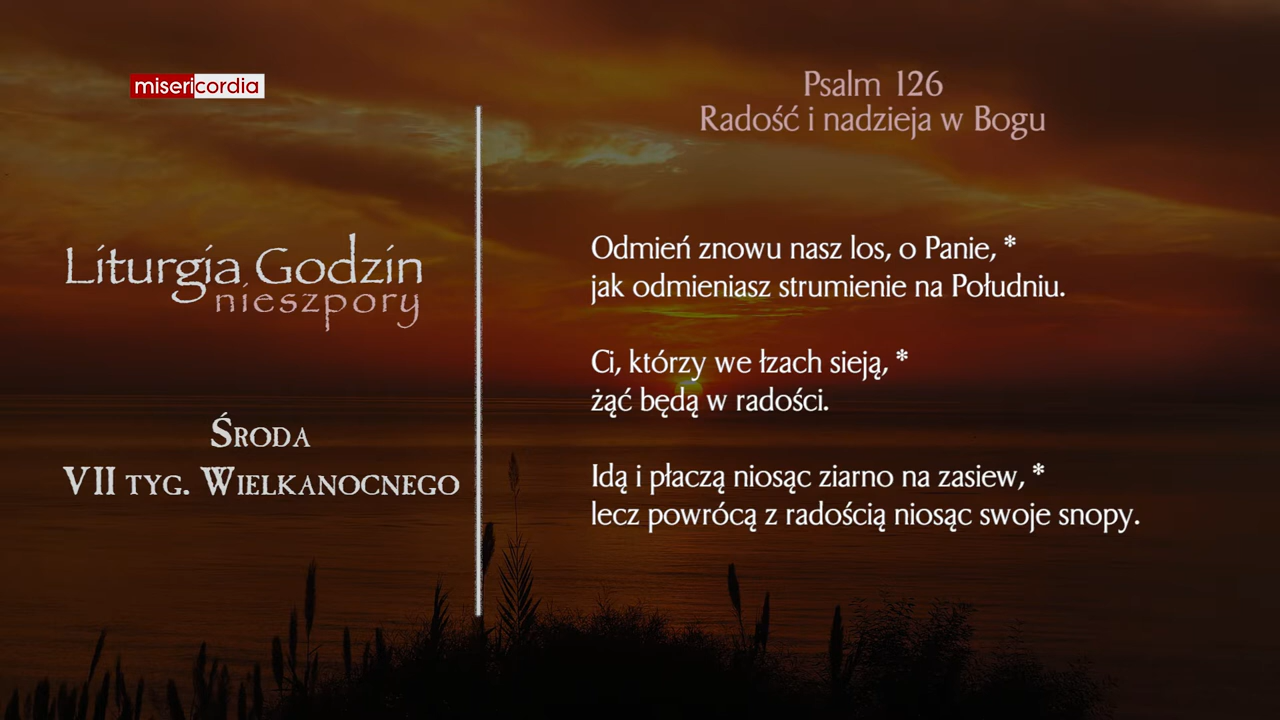 misericordia
Liturgia Godzin
nieszpory
Środa
VII tyg. Wielkanocnego
Psalm 126
Radość i nadzieja w Bogu
Odmień znowu nasz los, o Panie, *
jak odmieniasz strumienie na Południu.
Ci, którzy we łzach sieją, *
żąć będą w radości.
Idą i płaczą niosąc ziarno na zasiew, *
lecz powrócą z radością niosąc swoje snopy.